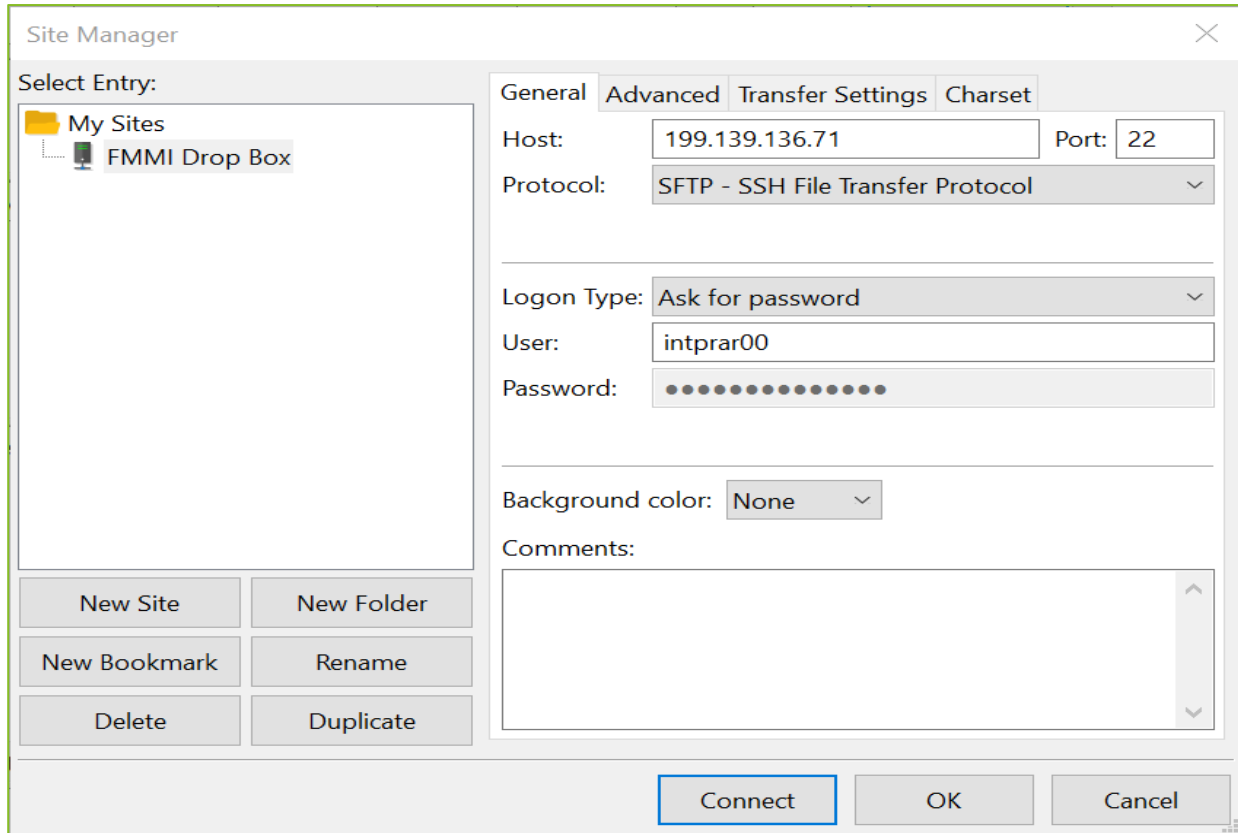 Site Manager
Select Entry:
My Sites
FMMI Drop Box
New Site
New Folder
New Bookmark
Rename
Delete
Duplicate
General Advanced Transfer Settings Charset
Host: 199.139.136.71 Port: 22
Protocol: SFTP - SSH File Transfer Protocol
Logon Type: Ask for password
User: intprar00
Password: ●●●●●●●●●●●●●●
Background color: None
Comments:
Connect OK Cancel